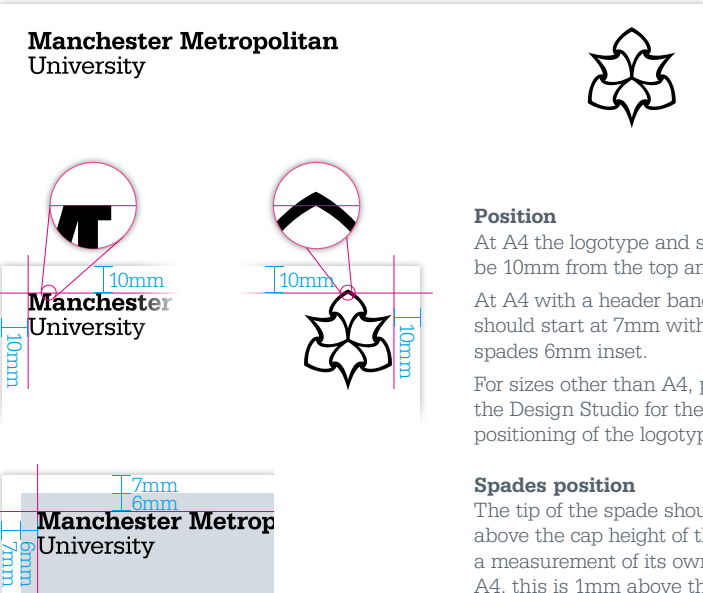 Manchester Metropolitan
University
10mm
10mm
Manchester
University
10mm
10mm
7mm
6mm
Manchester Metrop
University
7mm
6mm
Position
At A4 the logotype and s
be 10mm from the top an
At A4 with a header band
should start at 7mm with
spades 6mm inset.
For sizes other than A4, p
the Design Studio for the
positioning of the logotyp
Spades position
The tip of the spade shou
above the cap height of th
a measurement of its own
A4, this is 1mm above th